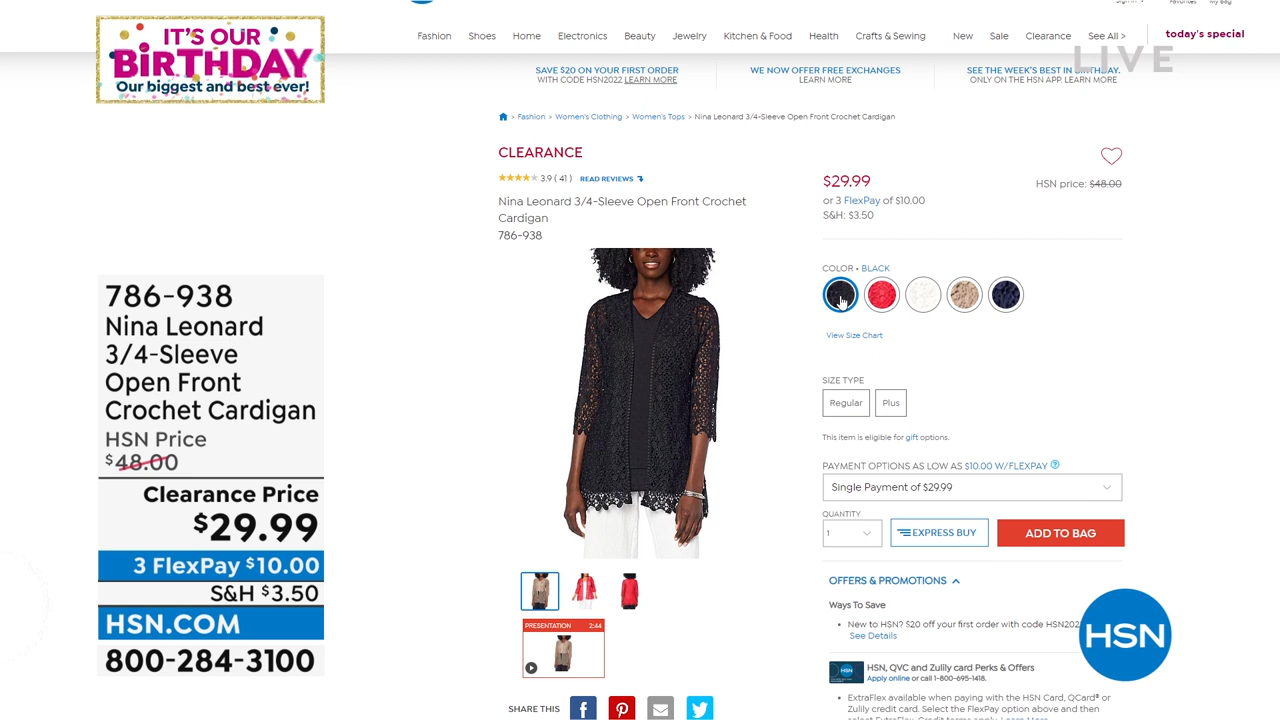 IT'S OUR
BiRTHDAY
Our biggest and best ever!
My Bag
Fashion Shoes Home Electronics Beauty Jewelry Kitchen & Food Health Crafts & Sewing New Sale Clearance See All >
today's special
LIVE
SAVE $20 ON YOUR FIRST ORDER
WITH CODE HSN2022 LEARN MORE
WE NOW OFFER FREE EXCHANGES
LEARN MORE
SEE THE WEEK'S BEST IN BIRTHDAY.
ONLY ON THE HSN APP. LEARN MORE
> Fashion > Women's Clothing > Women's Tops > Nina Leonard 3/4-Sleeve Open Front Crochet Cardigan
CLEARANCE
3.9 ( 41 ) READ REVIEWS
Nina Leonard 3/4-Sleeve Open Front Crochet
Cardigan
786-938
$29.99
HSN price: $48.00
or 3 FlexPay of $10.00
S&H: $3.50
COLOR • BLACK
View Size Chart
SIZE TYPE
Regular Plus
This item is eligible for gift options.
PAYMENT OPTIONS AS LOW AS $10.00 W/FLEXPAY ?
Single Payment of $29.99
QUANTITY
1
EXPRESS BUY
ADD TO BAG
OFFERS & PROMOTIONS
Ways To Save
• New to HSN? $20 off your first order with code HSN202
See Details
HSN
HSN, QVC and Zulily card Perks & Offers
Apply online or call 1-800-695-1418.
• ExtraFlex available when paying with the HSN Card, QCard® or
Zulily credit card. Select the FlexPay option above and then
select ExtraFlex. Credit terms apply. Learn More
PRESENTATION 2:44
SHARE THIS
HSN
786-938
Nina Leonard
3/4-Sleeve
Open Front
Crochet Cardigan
HSN Price
$48.00
Clearance Price
$29.99
3 FlexPay $10.00
S&H $3.50
HSN.COM
800-284-3100